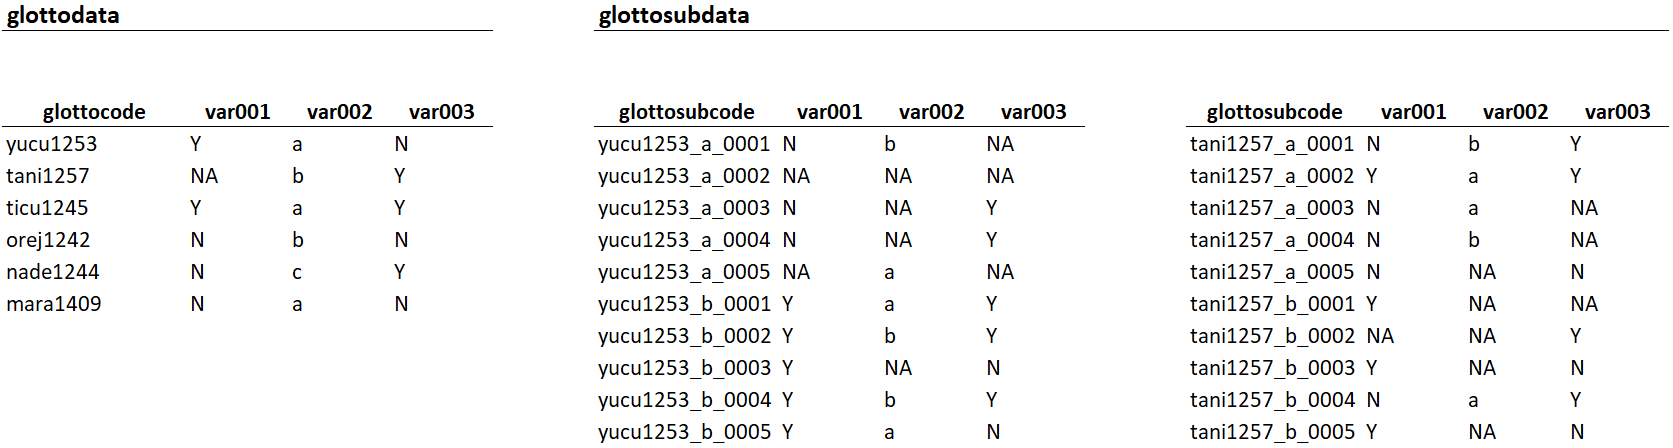 glottodata glottosubdata
glottocode var001 var002 var003 glottosubcode var001 var002 var003 glottosubcode var001 var002 var003
yucu1253 Y a N yucu1253_a_0001 N b NA tani1257_a_0001 N b Y
tani1257 NA b Y yucu1253_a_0002 NA NA NA tani1257_a_0002 Y a Y
ticu1245 Y a Y yucu1253_a_0003 N NA Y tani1257_a_0003 N a NA
orej1242 N b N yucu1253_a_0004 N NA Y tani1257_a_0004 N b NA
nade1244 N c Y yucu1253_a_0005 NA a NA tani1257_a_0005 N NA N
mara1409 N a N yucu1253_b_0001 Y a Y tani1257_b_0001 Y NA NA
yucu1253_b_0002 Y b Y tani1257_b_0002 NA NA Y
yucu1253_b_0003 Y NA N tani1257_b_0003 Y NA N
yucu1253_b_0004 Y b Y tani1257_b_0004 N a Y
yucu1253_b_0005 Y a N tani1257_b_0005 Y NA N